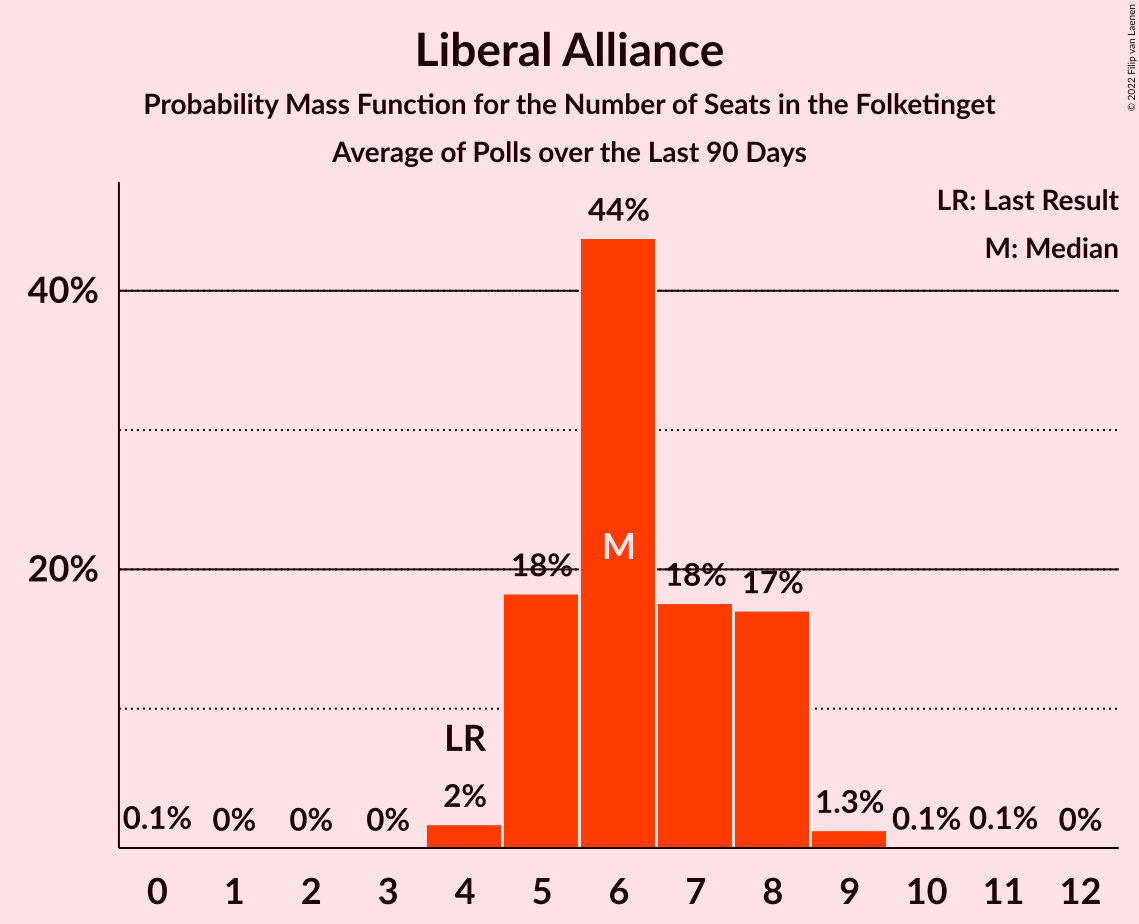 Liberal Alliance
Probability Mass Function for the Number of Seats in the Folketinget
Average of Polls over the Last 90 Days
© 2022 Filip van Laenen
LR: Last Result
M: Median
44%
40%
M
20%
18%
18%
17%
LR
2%
1.3%
0.1%
0%
0%
0%
0.1%
0.1%
0%
0 1 2 3 4 5 6 7 8 9 10 11 12